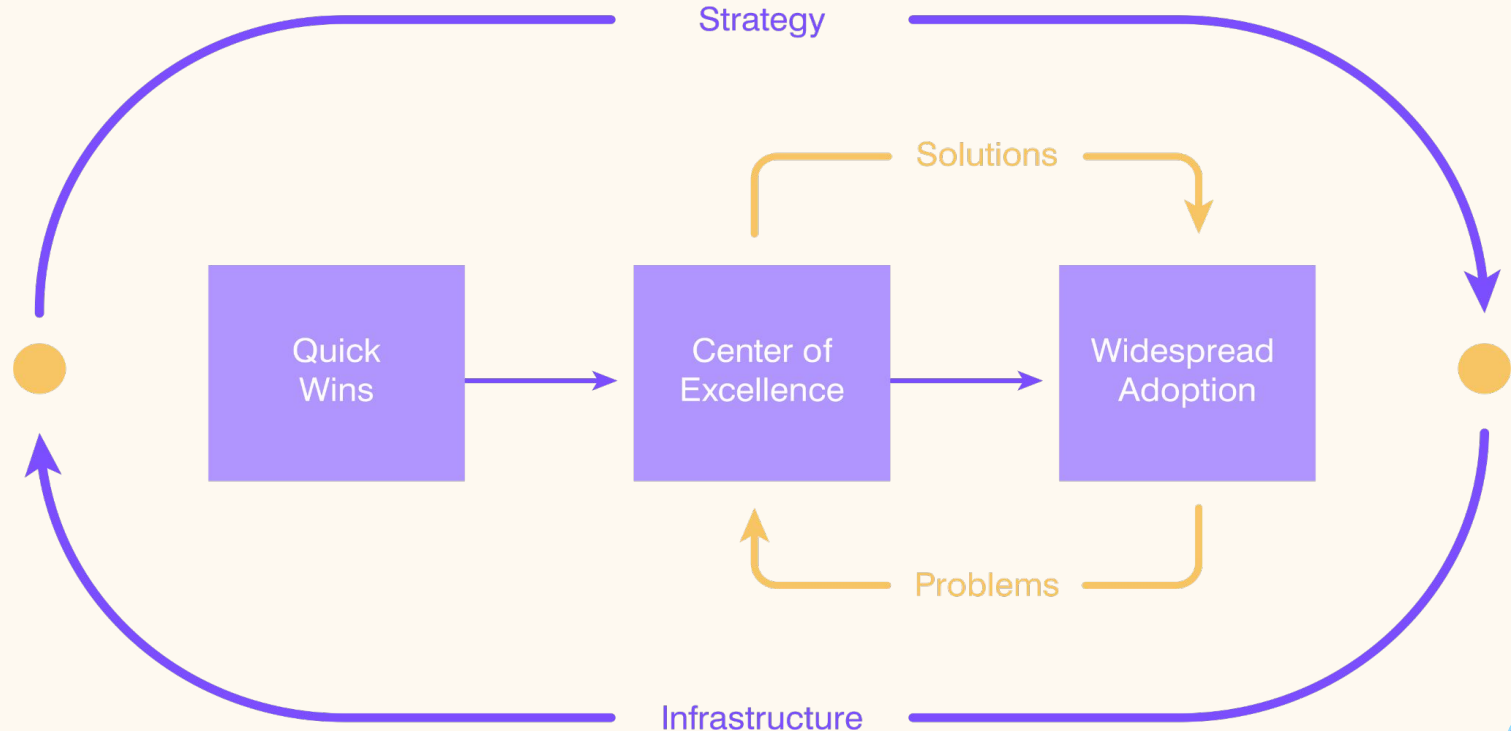 Strategy
Solutions
Quick
Wins
Center of
Excellence
Widespread
Adoption
Problems
Infrastructure